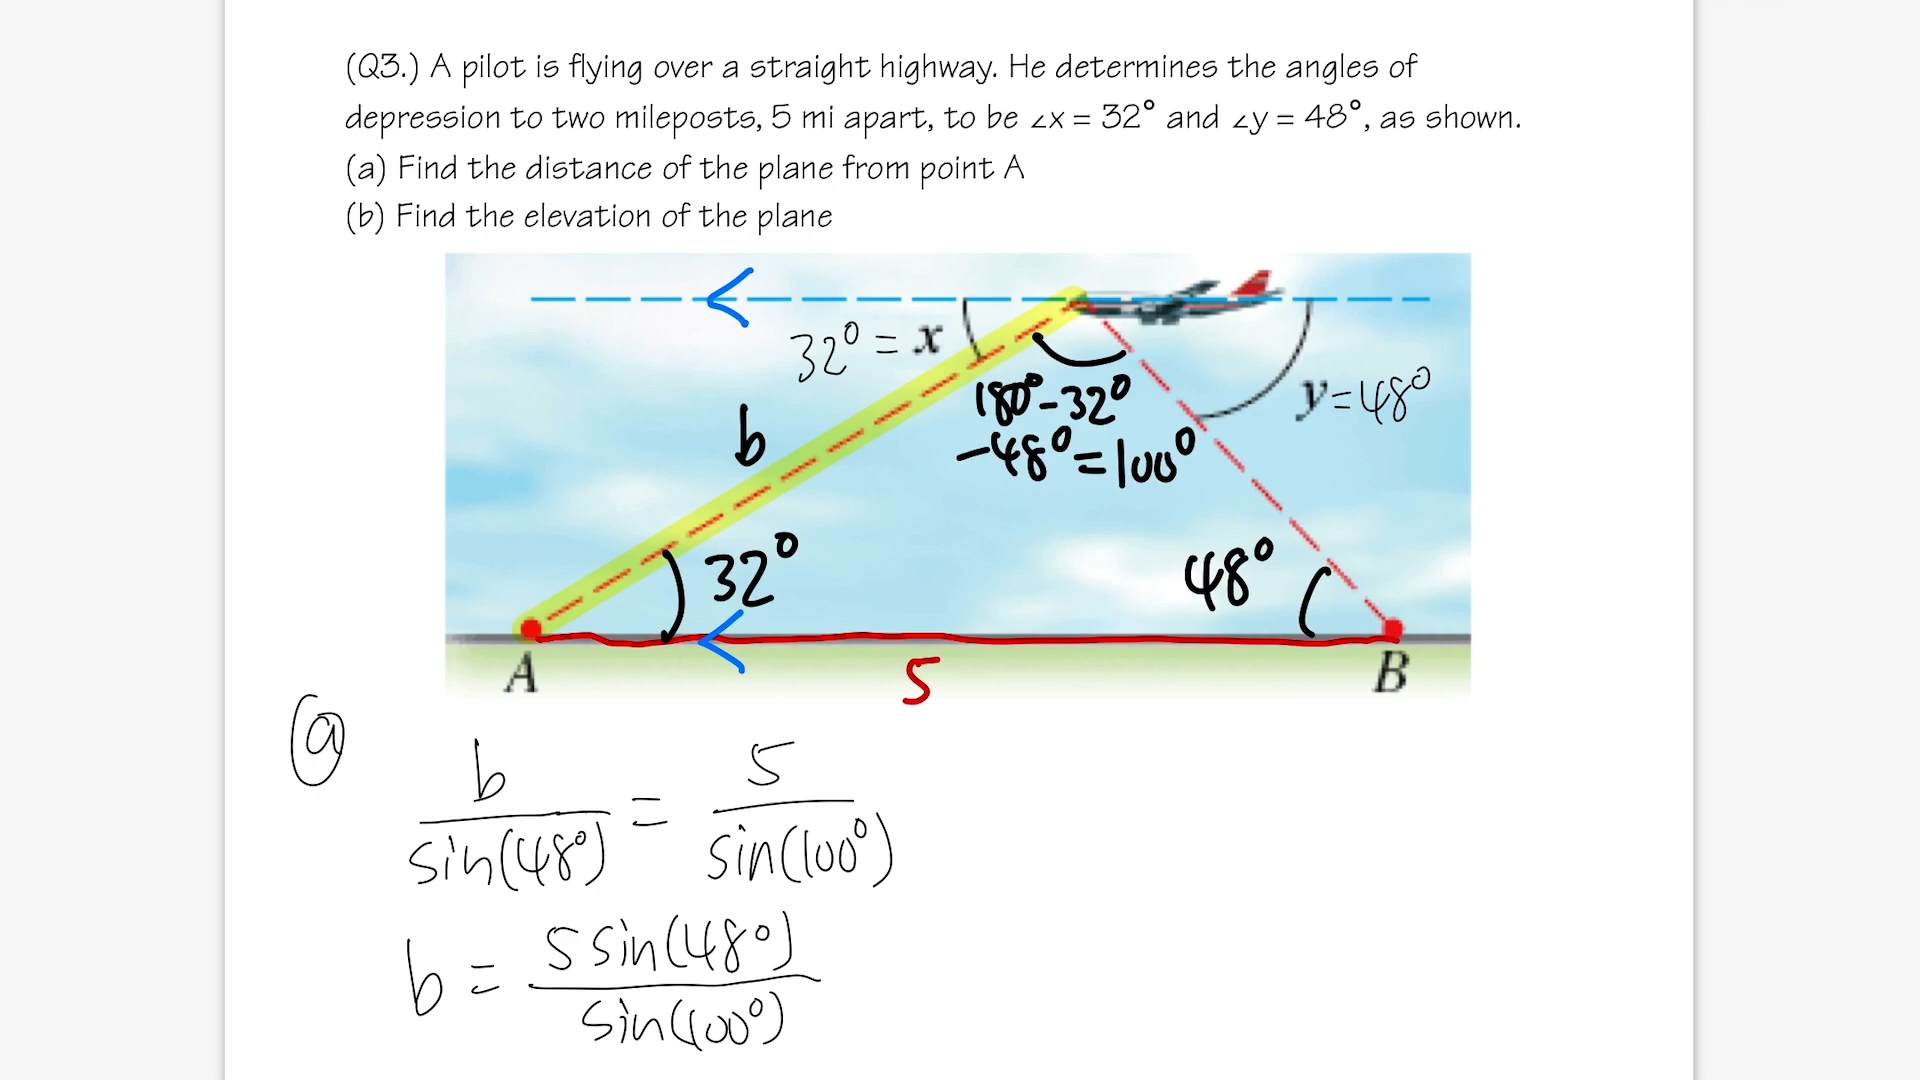 (Q3.) A pilot is flying over a straight highway. He determines the angles of
depression to two mileposts, 5 mi apart, to be ∠x = 32° and ∠y = 48°, as shown.
(a) Find the distance of the plane from point A
(b) Find the elevation of the plane
32° = x
y = 48°
180° - 32°
- 48° = 100°
b
32°
48°
A
5
B
(a)
b / sin(48°) = 5 / sin(100°)
b = 5 sin(48°) / sin(100°)